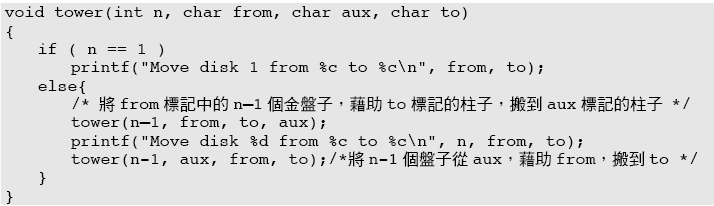 void tower(int n, char from, char aux, char to)
{
if ( n == 1 )
printf("Move disk 1 from %c to %c\n", from, to);
else{
/* 將 from 標記中的 n—1 個金盤子，藉助 to 標記的柱子，搬到 aux 標記的柱子 */
tower(n—1, from, to, aux);
printf("Move disk %d from %c to %c\n", n, from, to);
tower(n-1, aux, from, to);/*將 n-1 個盤子從 aux，藉助 from，搬到 to */
}
}